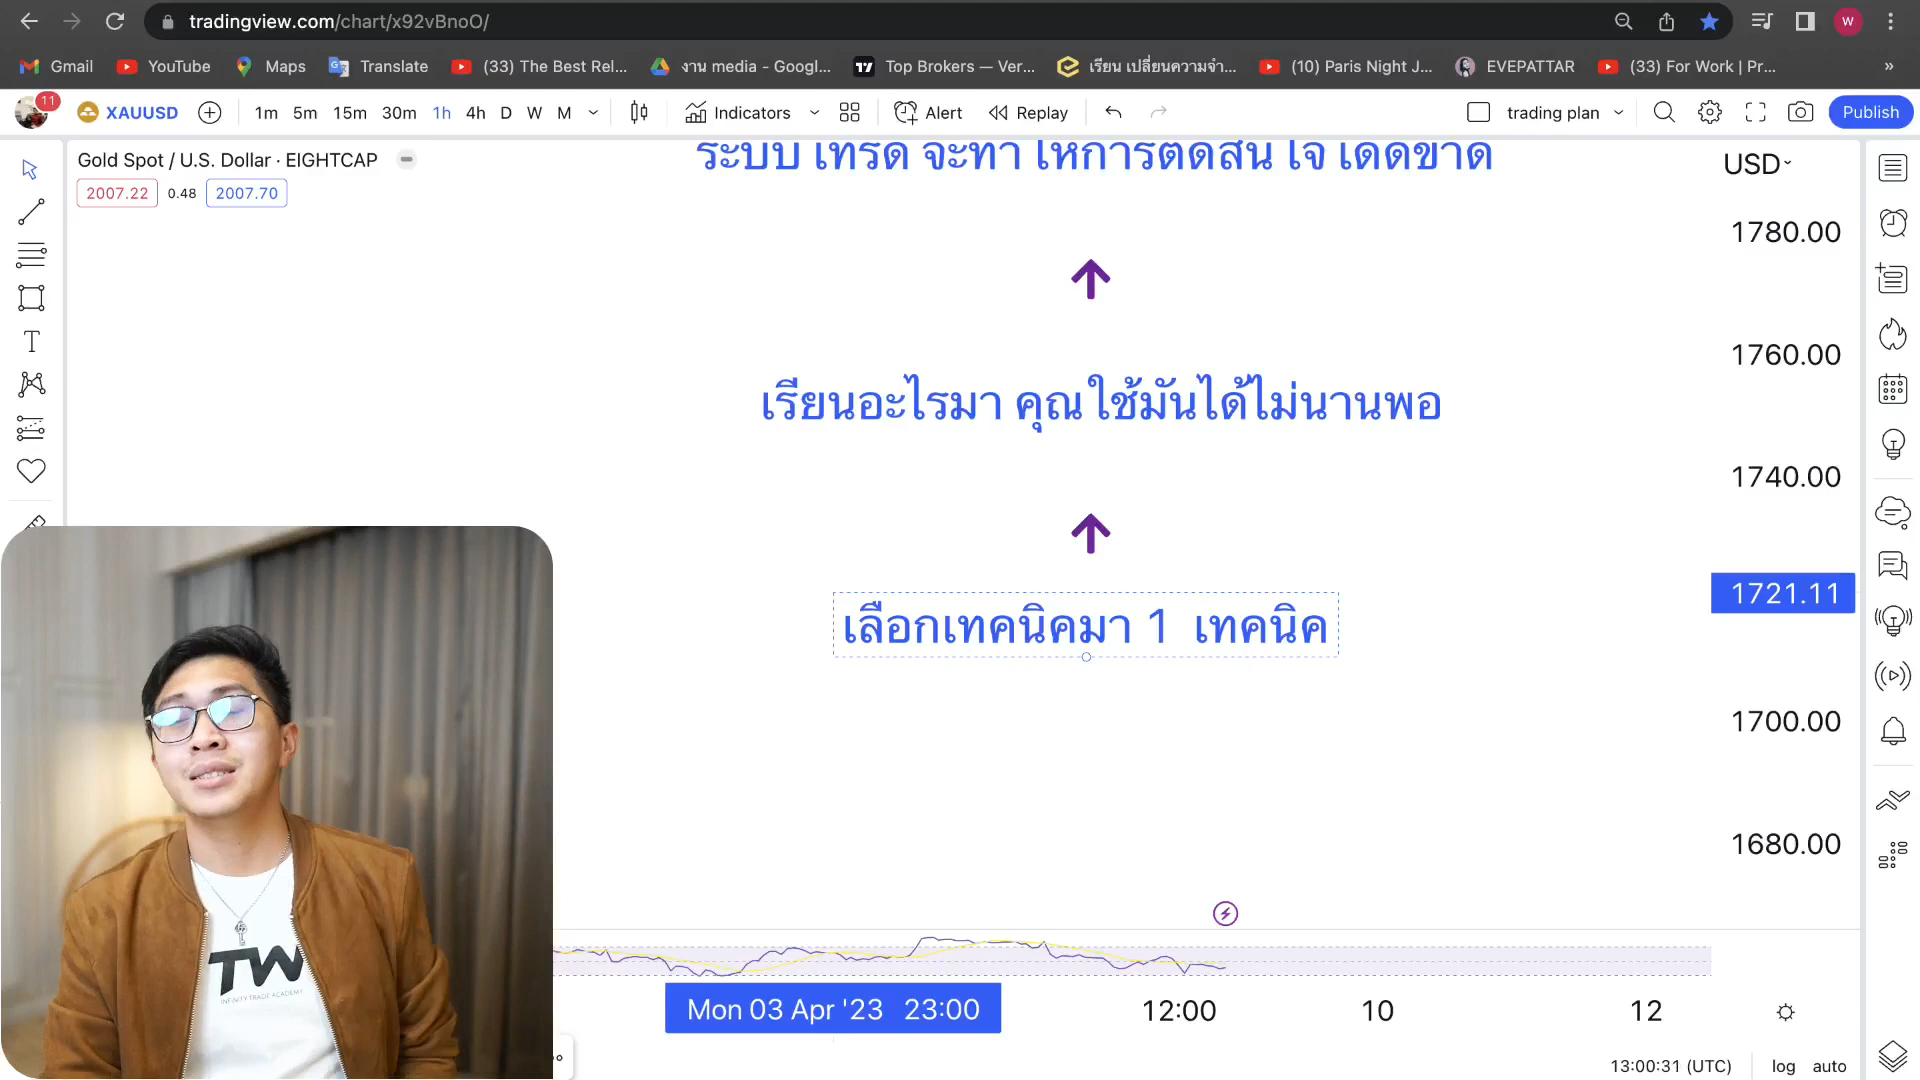 tradingview.com/chart/x92vBnoO/
W
Gmail YouTube Maps Translate (33) The Best Rel... งาน media - Googl... Top Brokers — Ver... เรียน เปลี่ยนความจำ... (10) Paris Night J... EVEPATTAR (33) For Work | Pr... »
11 XAUUSD 1m 5m 15m 30m 1h 4h D W M Indicators Alert Replay trading plan Publish
Gold Spot / U.S. Dollar · EIGHTCAP
2007.22 0.48 2007.70
USD
ระบบ เทรด จะทำ ให้การตัดสิน ใจ เด็ดขาด
1780.00
1760.00
เรียนอะไรมา คุณใช้มันได้ไม่นานพอ
1740.00
1721.11
เลือกเทคนิคมา 1 เทคนิค
1700.00
1680.00
TW
INFINITY TRADE ACADEMY
Mon 03 Apr '23 23:00 12:00 10 12
13:00:31 (UTC) log auto